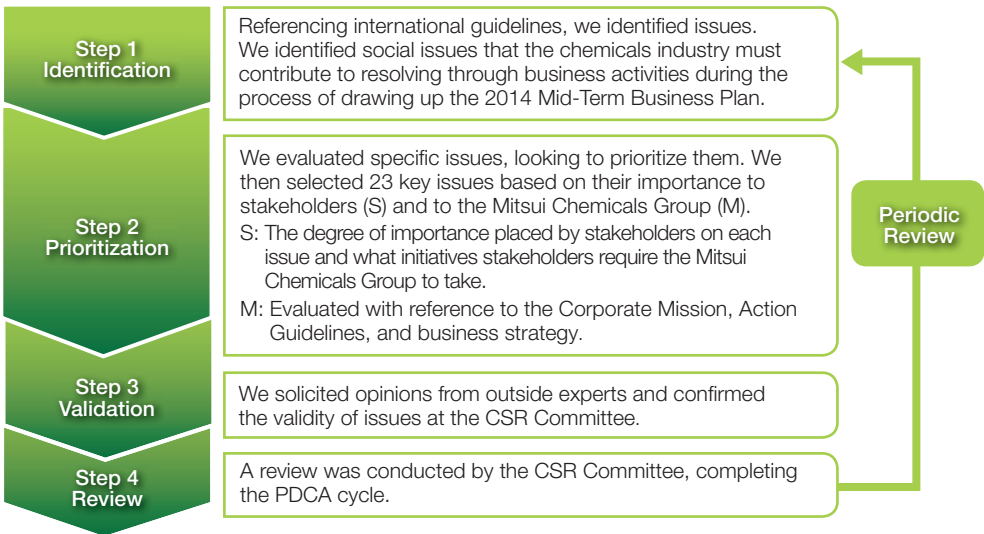 Step 1
Identification
Referencing international guidelines, we identified issues.
We identified social issues that the chemicals industry must
contribute to resolving through business activities during the
process of drawing up the 2014 Mid-Term Business Plan.
Step 2
Prioritization
We evaluated specific issues, looking to prioritize them. We
then selected 23 key issues based on their importance to
stakeholders (S) and to the Mitsui Chemicals Group (M).
S: The degree of importance placed by stakeholders on each
issue and what initiatives stakeholders require the Mitsui
Chemicals Group to take.
M: Evaluated with reference to the Corporate Mission, Action
Guidelines, and business strategy.
Step 3
Validation
We solicited opinions from outside experts and confirmed
the validity of issues at the CSR Committee.
Step 4
Review
A review was conducted by the CSR Committee, completing
the PDCA cycle.
Periodic
Review